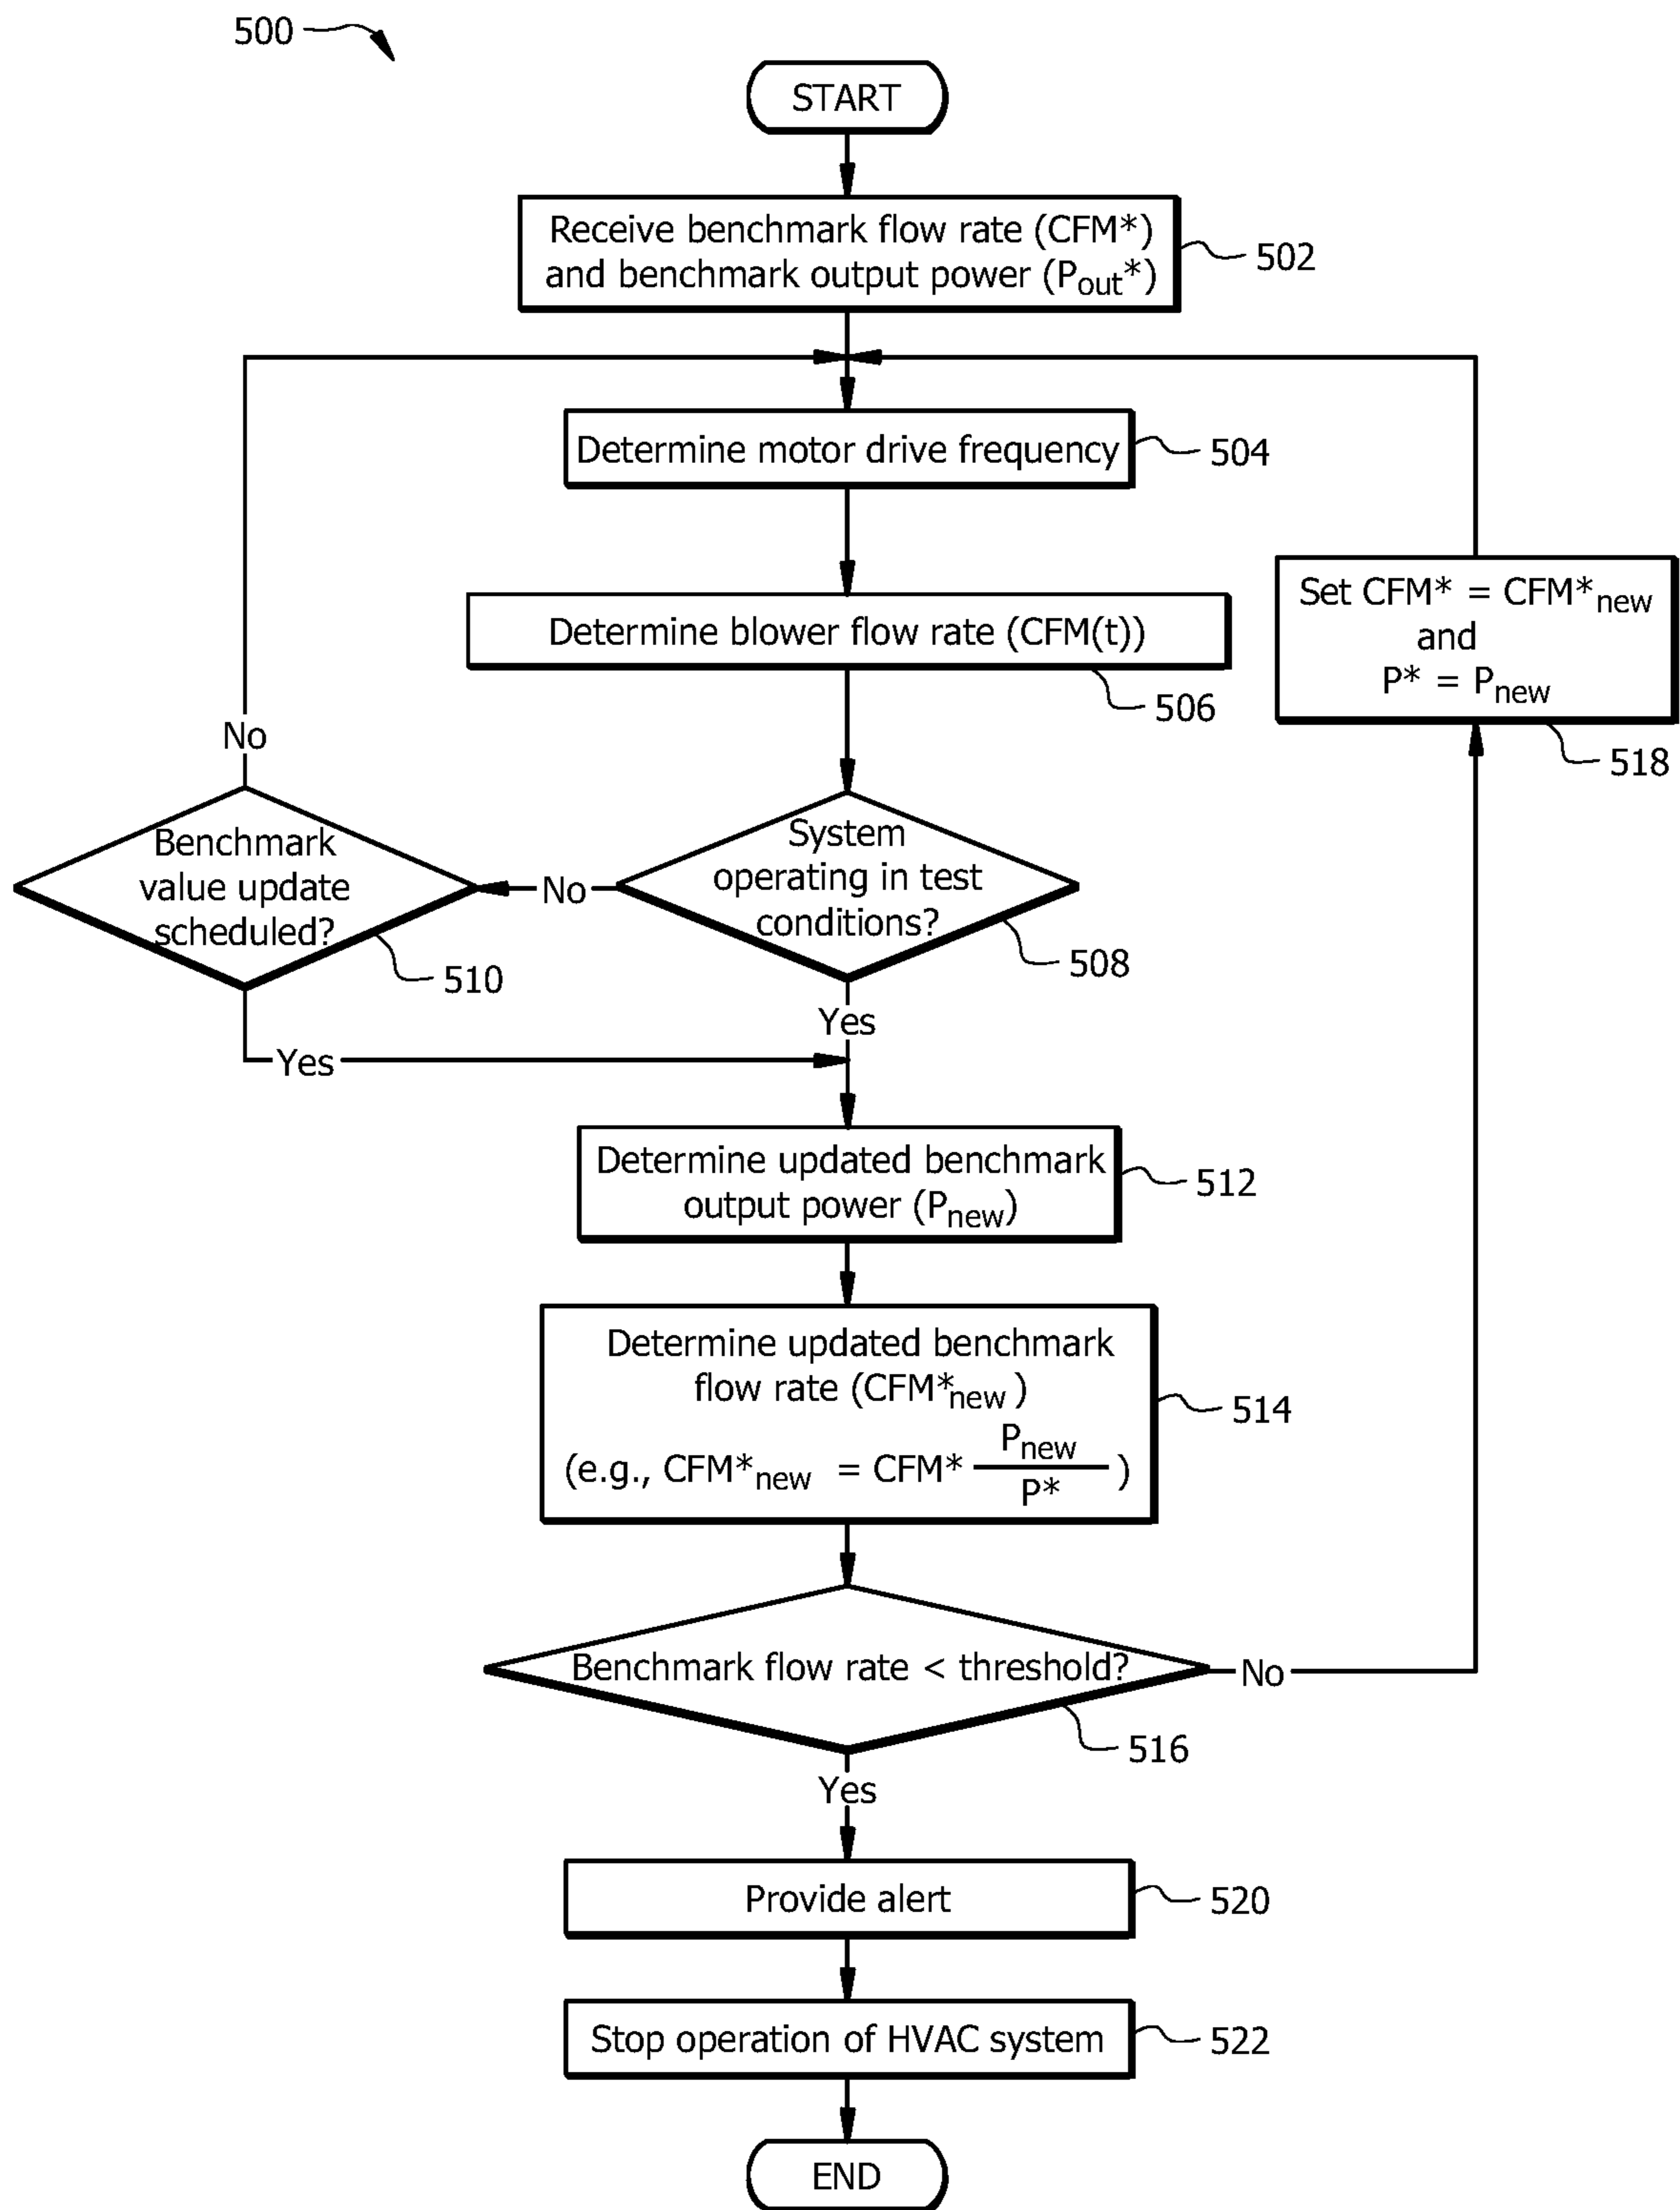 500
START
Receive benchmark flow rate (CFM*)
and benchmark output power (Pout*)
502
Determine motor drive frequency
504
Determine blower flow rate (CFM(t))
506
Set CFM* = CFM*new
and
P* = Pnew
518
No
Benchmark
value update
scheduled?
510
No
System
operating in test
conditions?
508
Yes
Yes
Determine updated benchmark
output power (Pnew)
512
Determine updated benchmark
flow rate (CFM*new)
(e.g., CFM*new = CFM* Pnew / P* )
514
Benchmark flow rate < threshold?
No
516
Yes
Provide alert
520
Stop operation of HVAC system
522
END